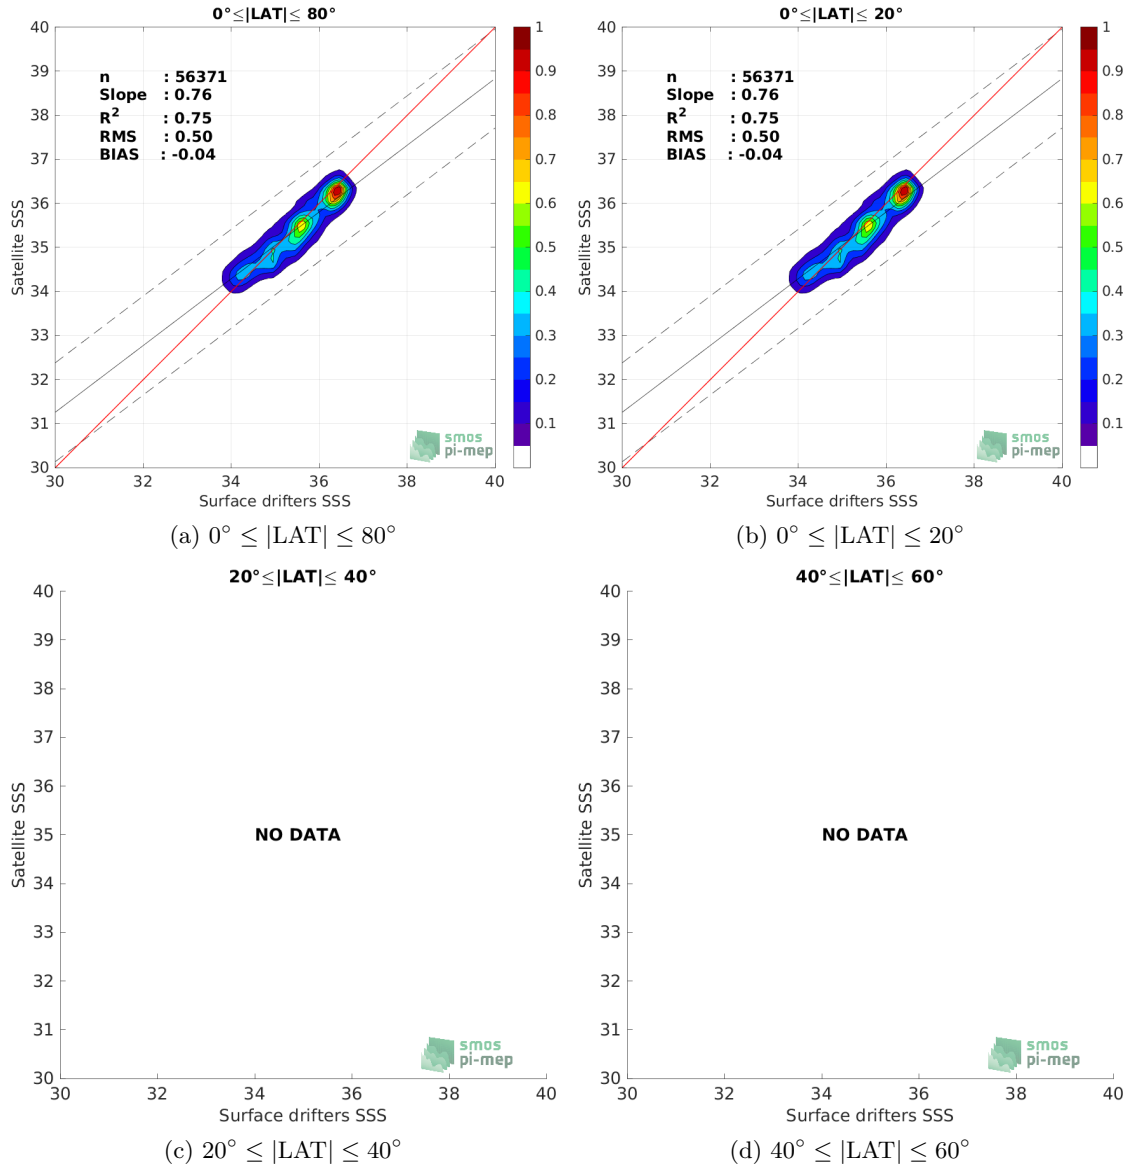 0°≤|LAT|≤ 80°
40
39
38
37
36
35
34
33
32
31
30
Satellite SSS
n : 56371
Slope : 0.76
R² : 0.75
RMS : 0.50
BIAS : -0.04
smos
pi-mep
30 32 34 36 38 40
Surface drifters SSS
1
0.9
0.8
0.7
0.6
0.5
0.4
0.3
0.2
0.1
(a) 0° ≤ |LAT| ≤ 80°
0°≤|LAT|≤ 20°
40
39
38
37
36
35
34
33
32
31
30
Satellite SSS
n : 56371
Slope : 0.76
R² : 0.75
RMS : 0.50
BIAS : -0.04
smos
pi-mep
30 32 34 36 38 40
Surface drifters SSS
1
0.9
0.8
0.7
0.6
0.5
0.4
0.3
0.2
0.1
(b) 0° ≤ |LAT| ≤ 20°
20°≤|LAT|≤ 40°
40
39
38
37
36
35
34
33
32
31
30
Satellite SSS
NO DATA
smos
pi-mep
30 32 34 36 38 40
Surface drifters SSS
(c) 20° ≤ |LAT| ≤ 40°
40°≤|LAT|≤ 60°
40
39
38
37
36
35
34
33
32
31
30
Satellite SSS
NO DATA
smos
pi-mep
30 32 34 36 38 40
Surface drifters SSS
(d) 40° ≤ |LAT| ≤ 60°